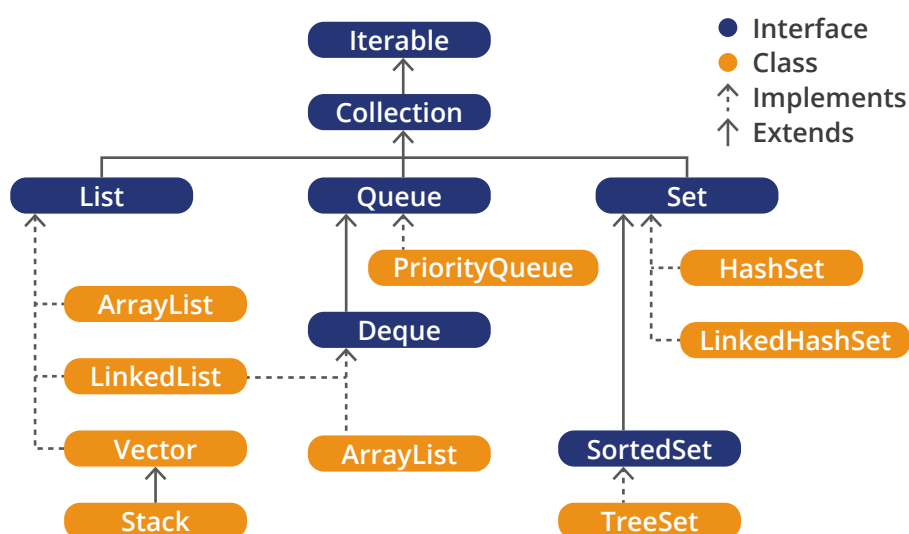 Iterable
Interface
Class
Implements
Extends
Collection
List
Queue
Set
PriorityQueue
HashSet
ArrayList
Deque
LinkedHashSet
LinkedList
Vector
ArrayList
SortedSet
Stack
TreeSet